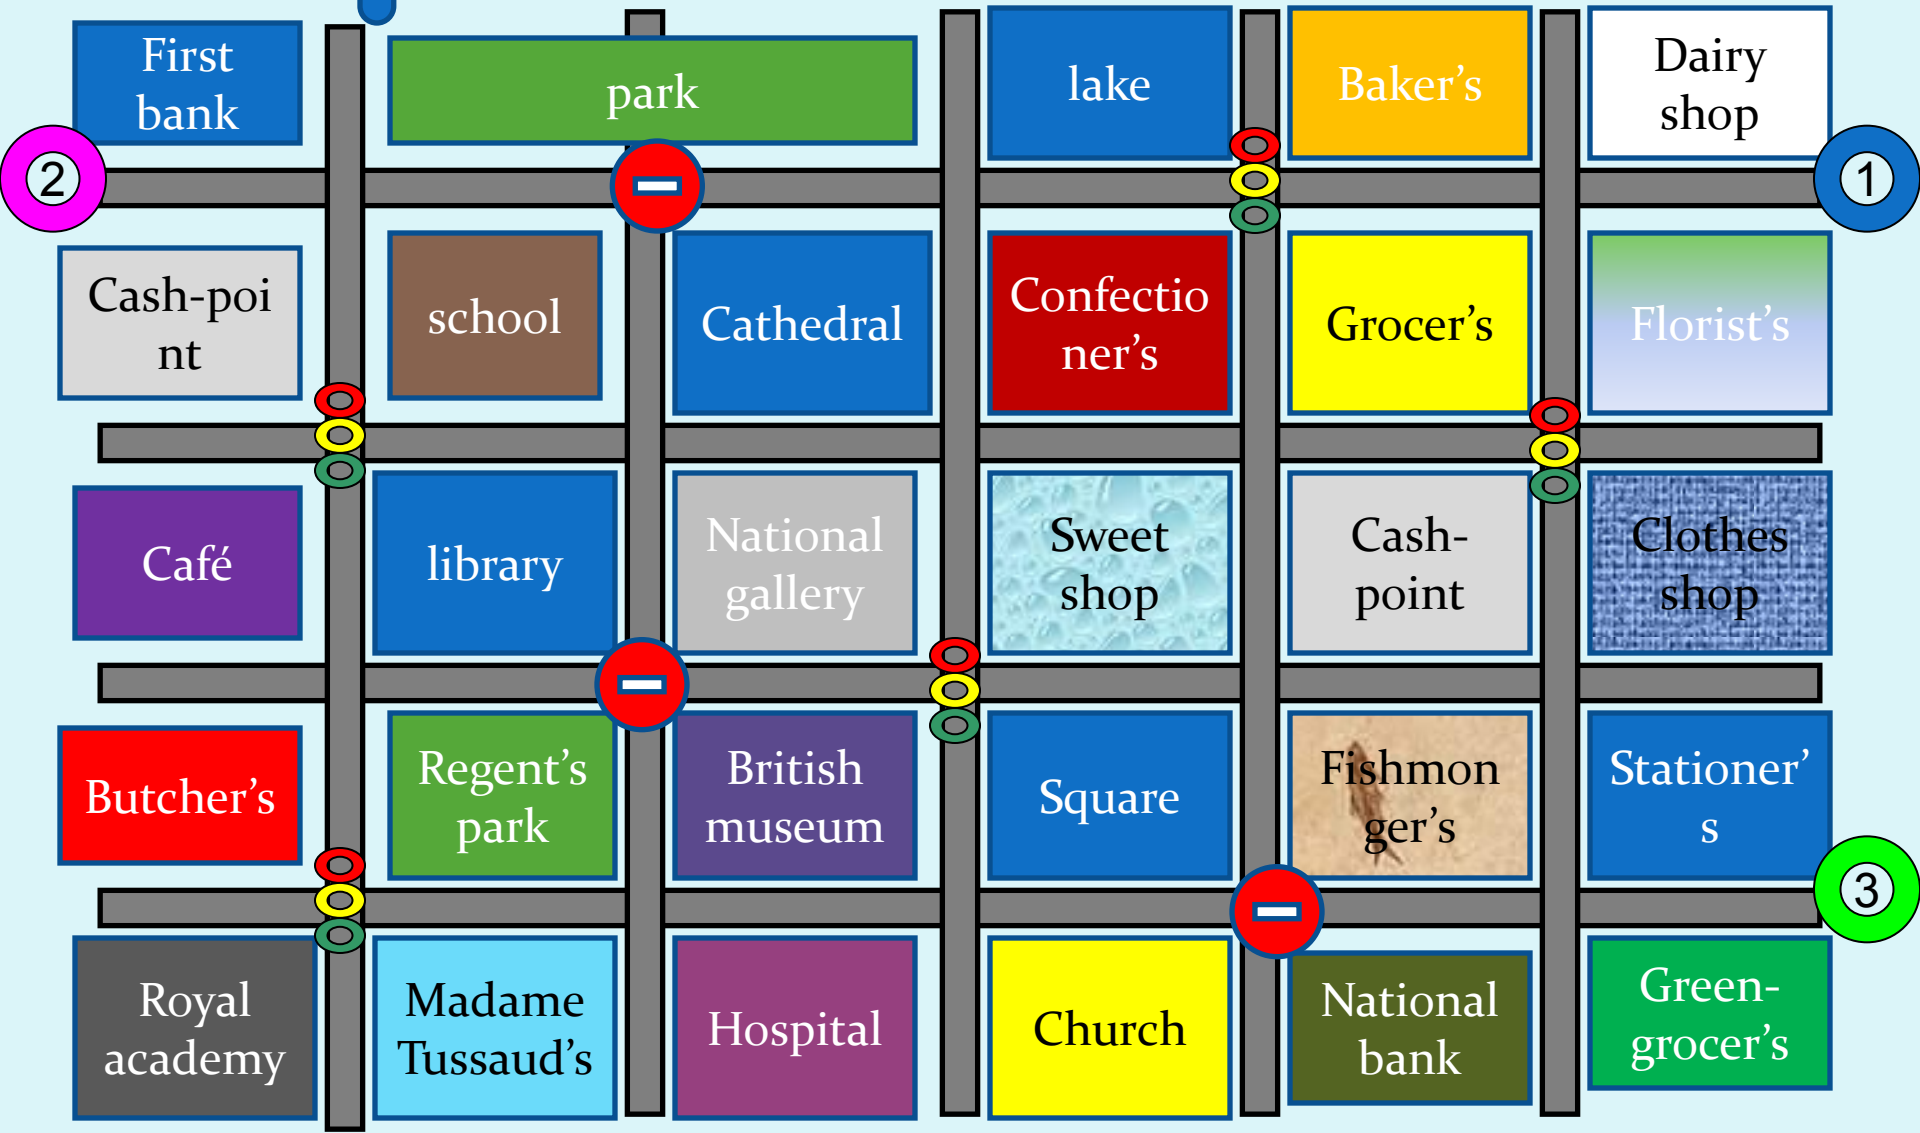 First
bank
park
lake
Baker's
Dairy
shop
2
1
Cash-poi
nt
school
Cathedral
Confectio
ner's
Grocer's
Florist's
Café
library
National
gallery
Sweet
shop
Cash-
point
Clothes
shop
Butcher's
Regent's
park
British
museum
Square
Fishmon
ger's
Stationer'
s
3
Royal
academy
Madame
Tussaud's
Hospital
Church
National
bank
Green-
grocer's